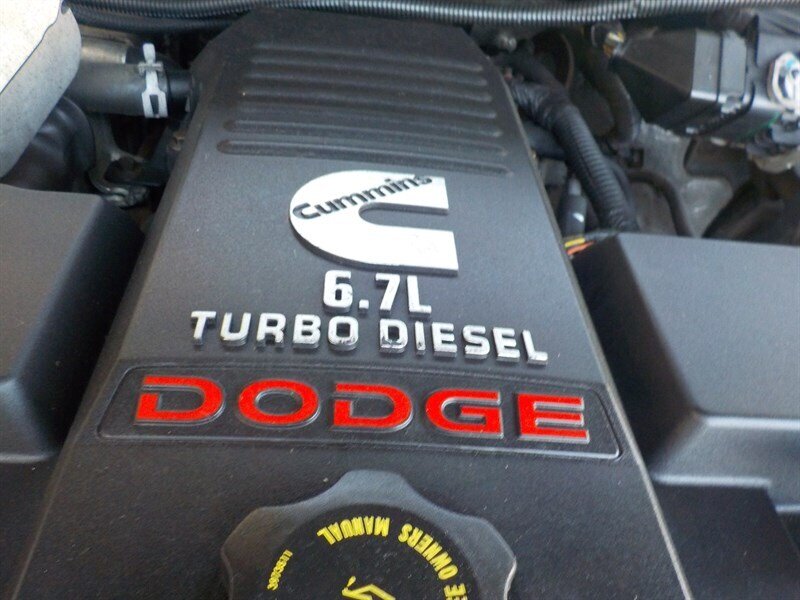 Cummins
6.7L
TURBO DIESEL
DODGE
OWNERS MANUAL